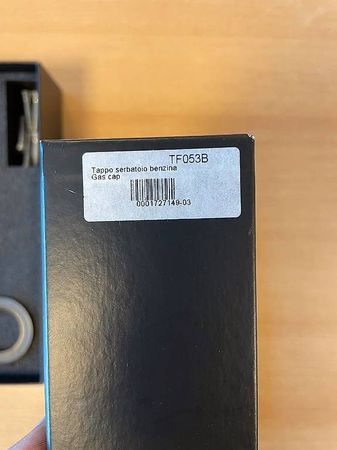 TF053B
Tappo serbatoio benzina
Gas cap
0001727149-03